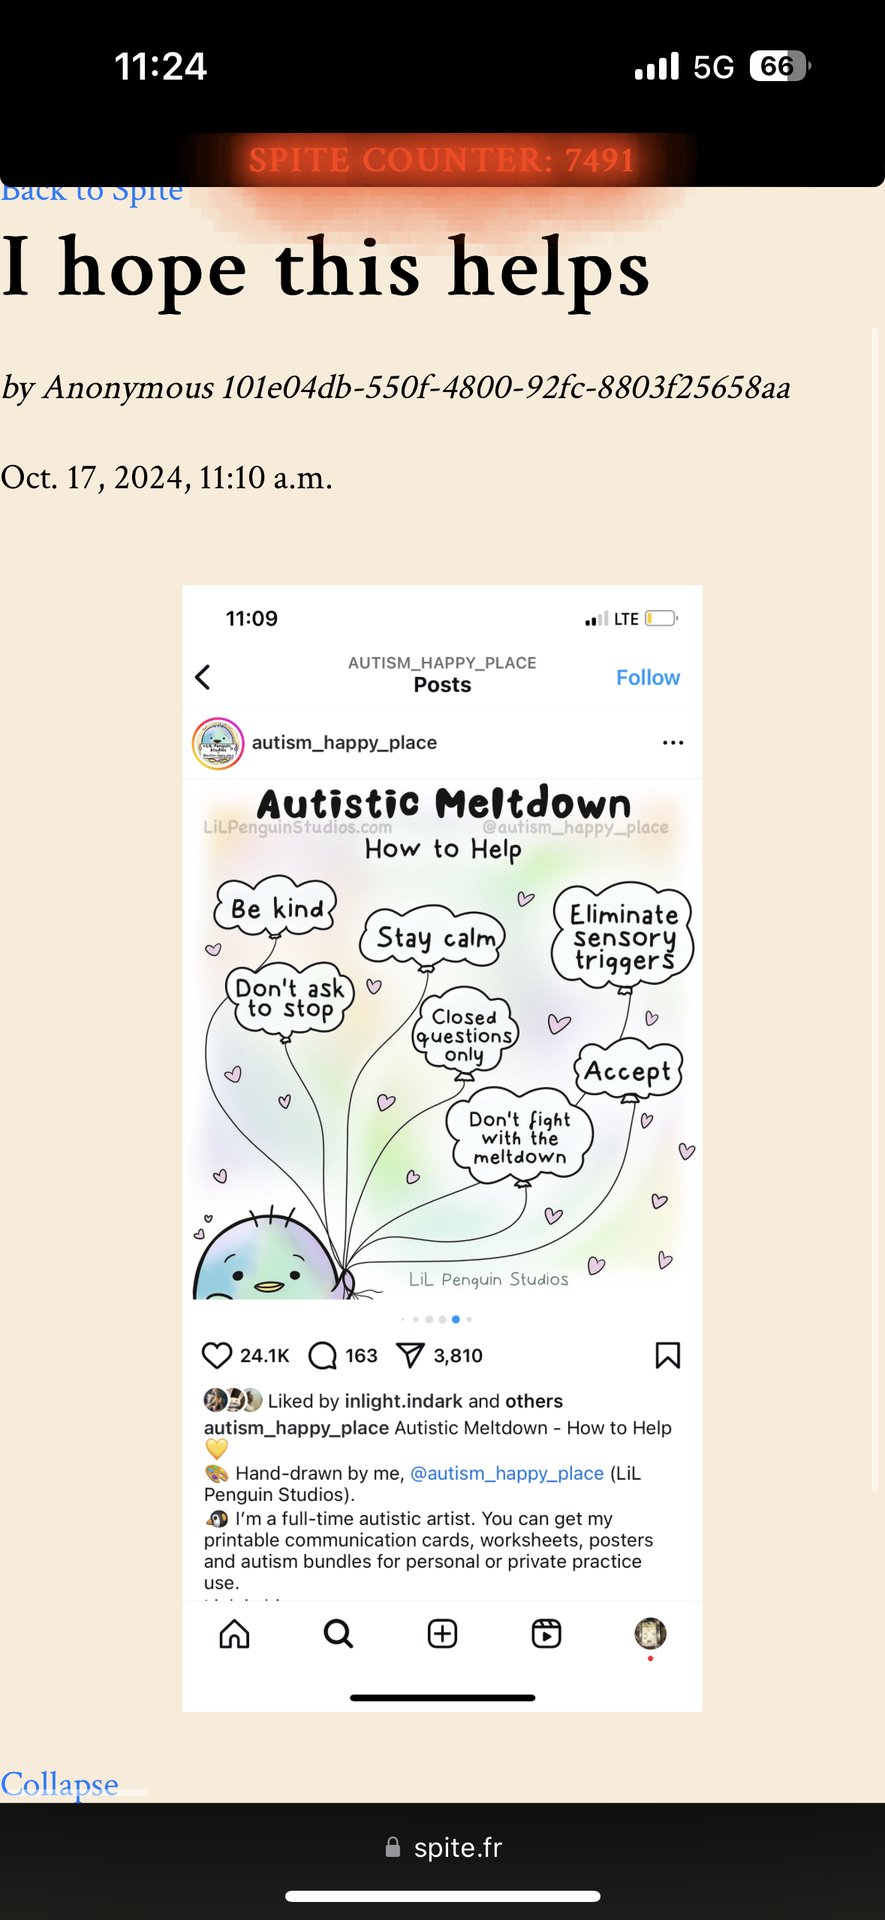 11:24
5G 66
SPITE COUNTER: 7491
Back to Spite
I hope this helps
by Anonymous 101e04db-550f-4800-92fc-8803f25658aa
Oct. 17, 2024, 11:10 a.m.
11:09
LTE
AUTISM_HAPPY_PLACE
Posts
Follow
autism_happy_place
Autistic Meltdown
LiLPenguinStudios.com
@autism_happy_place
How to Help
Be kind
Stay calm
Eliminate
sensory
triggers
Don't ask
to stop
Closed
questions
only
Accept
Don't fight
with the
meltdown
LiL Penguin Studios
24.1K 163 3,810
Liked by inlight.indark and others
autism_happy_place Autistic Meltdown - How to Help
💛
🎨 Hand-drawn by me, @autism_happy_place (LiL
Penguin Studios).
🐧 I'm a full-time autistic artist. You can get my
printable communication cards, worksheets, posters
and autism bundles for personal or private practice
use.
Collapse
spite.fr